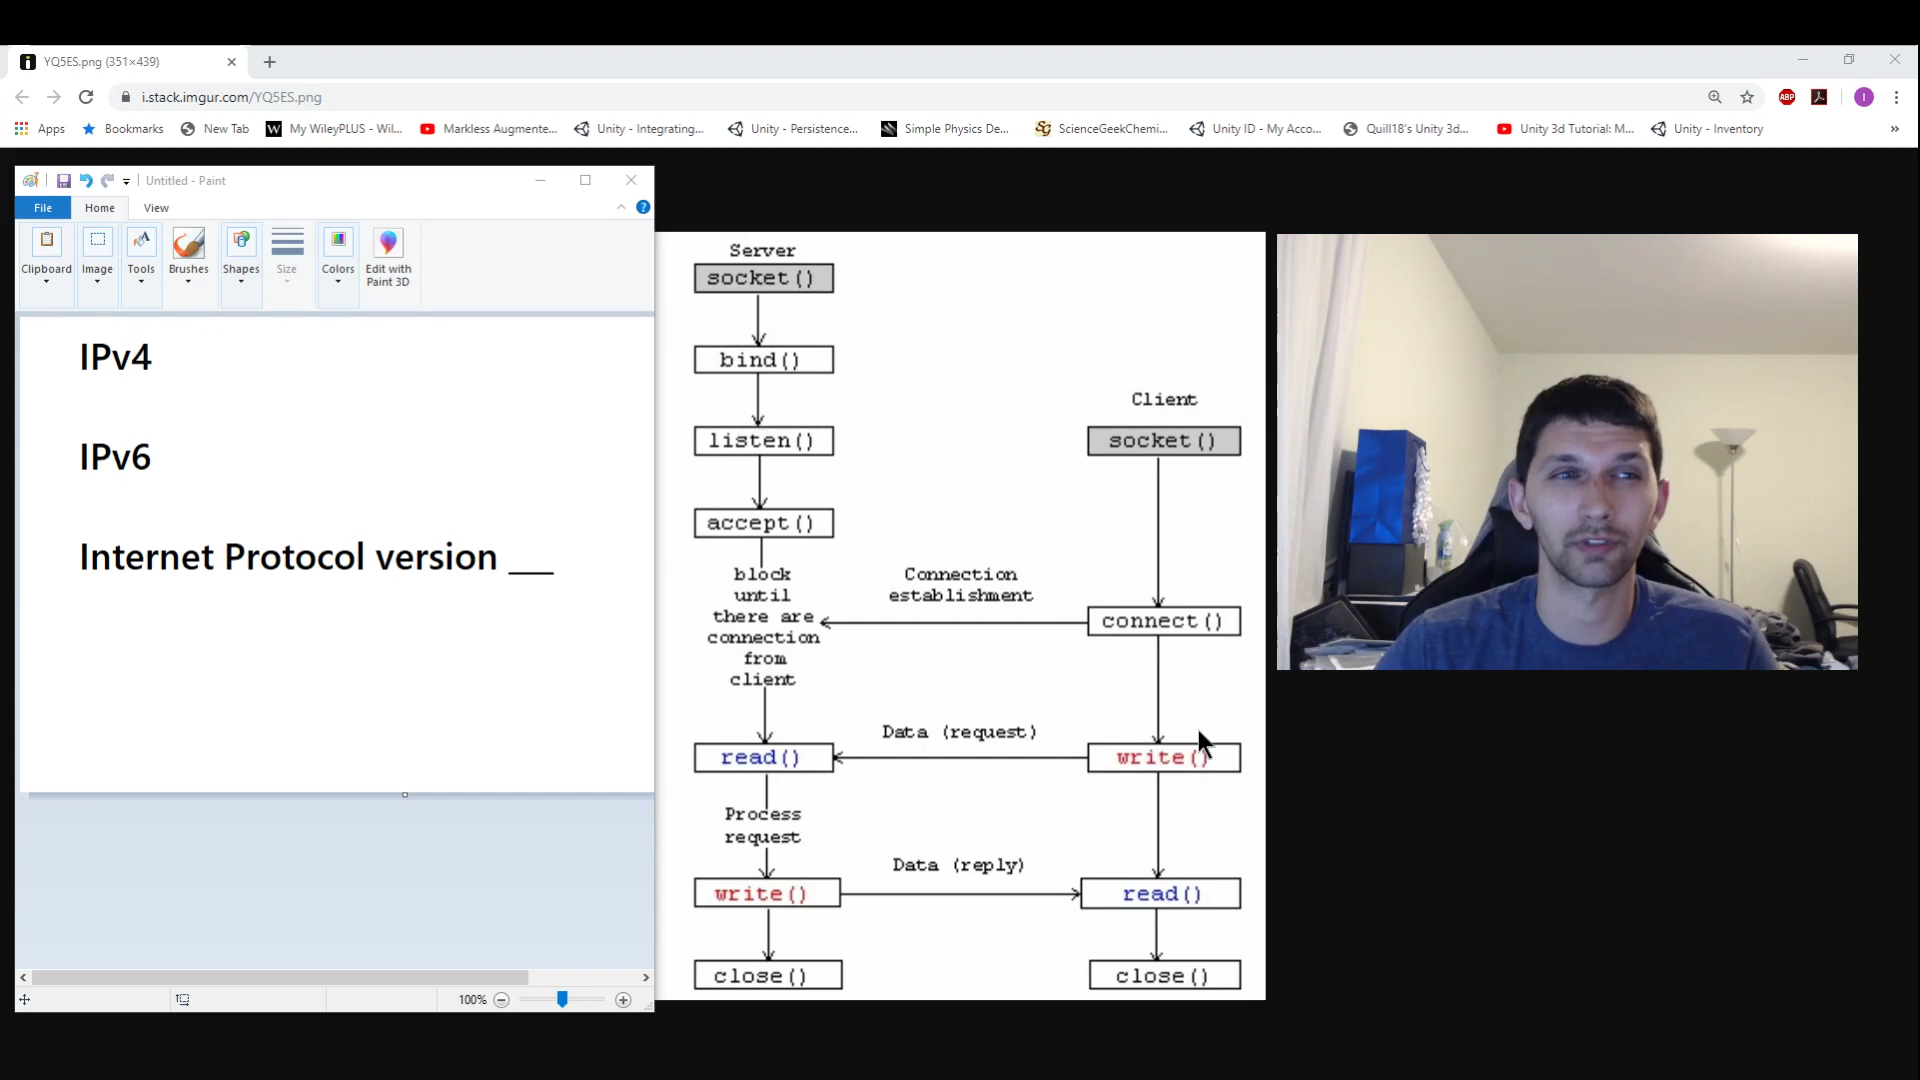 YQ5ES.png (351×439)
i.stack.imgur.com/YQ5ES.png
ABP
I
Apps
Bookmarks
New Tab
My WileyPLUS - Wil...
Markless Augmente...
Unity - Integrating...
Unity - Persistence...
Simple Physics De...
ScienceGeekChemi...
Unity ID - My Acco...
Quill18's Unity 3d...
Unity 3d Tutorial: M...
Unity - Inventory
Untitled - Paint
File
Home
View
Clipboard
Image
Tools
Brushes
Shapes
Size
Colors
Edit with
Paint 3D
IPv4
IPv6
Internet Protocol version ___
100%
Server
socket()
bind()
listen()
accept()
block
until
there are
connection
from
client
read()
Process
request
write()
close()
Connection
establishment
Data (request)
Data (reply)
Client
socket()
connect()
write()
read()
close()